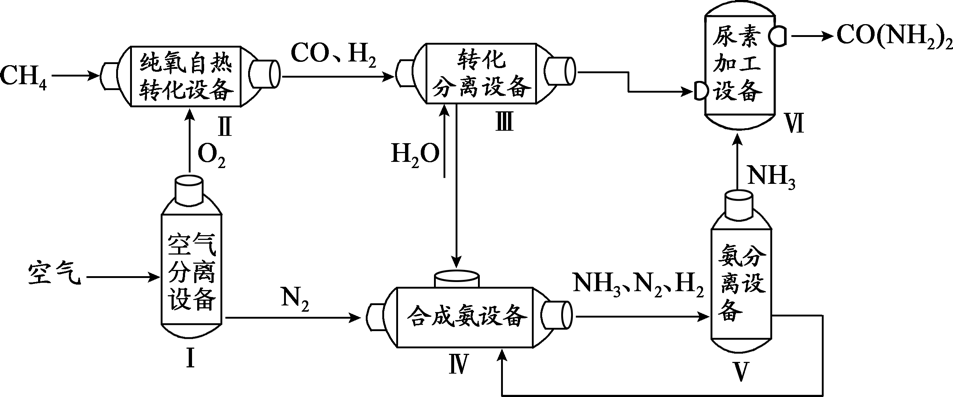 CH₄
纯氧自热
转化设备
Ⅱ
CO、H₂
转化
分离设备
Ⅲ
尿素
加工
设备
Ⅵ
CO(NH₂)₂
O₂
H₂O
NH₃
空气
空气
分离
设备
Ⅰ
N₂
合成氨设备
Ⅳ
NH₃、N₂、H₂
氨分
离设
备
Ⅴ